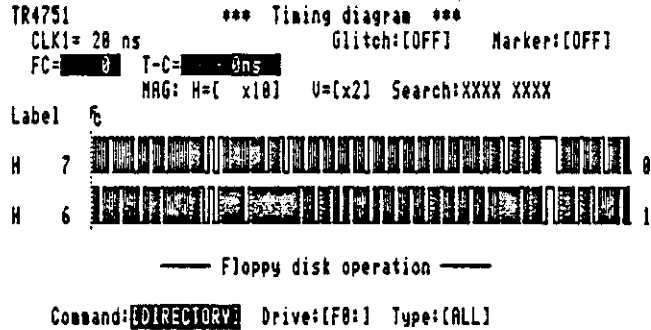 TR4751 *** Timing diagram ***
CLK1= 20 ns Glitch:[OFF] Marker:[OFF]
FC= 0 T-C= - - 0ns
MAG: H=[ x10] V=[x2] Search:XXXX XXXX
Label C
H 7 0
H 6 1
Floppy disk operation
Command:[DIRECTORY] Drive:[F0:] Type:[ALL]